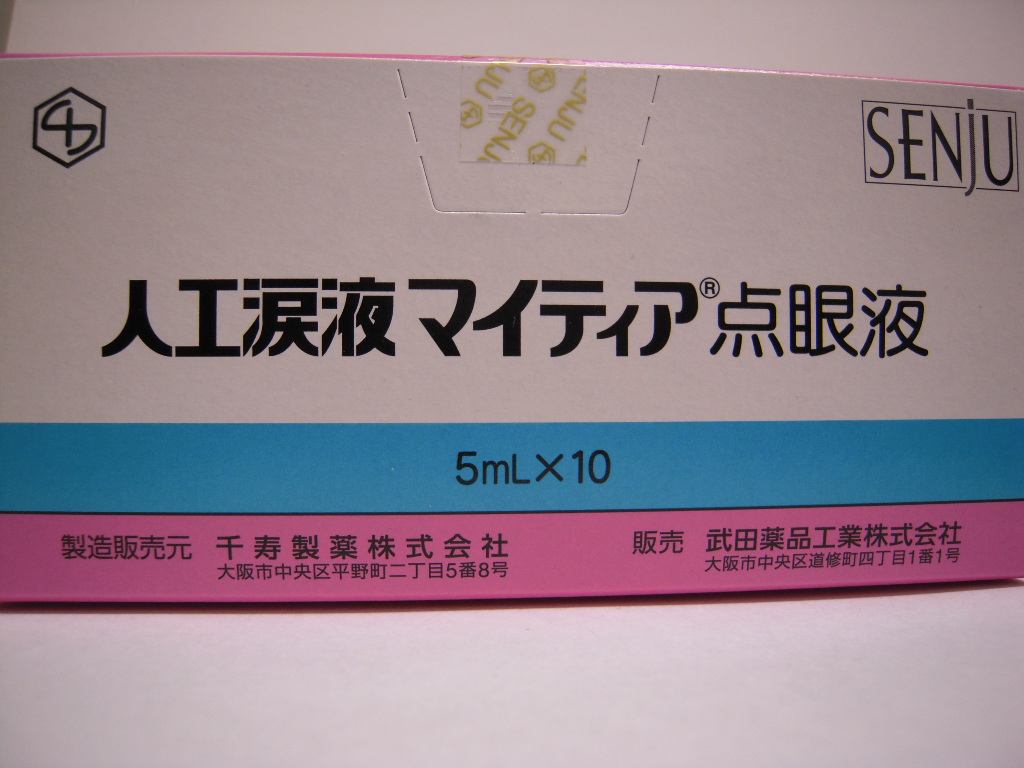 SENJU
SENJU
SENJU
人工涙液マイティア®点眼液
5mL×10
製造販売元 千寿製薬株式会社
大阪市中央区平野町二丁目5番8号
販売 武田薬品工業株式会社
大阪市中央区道修町四丁目1番1号